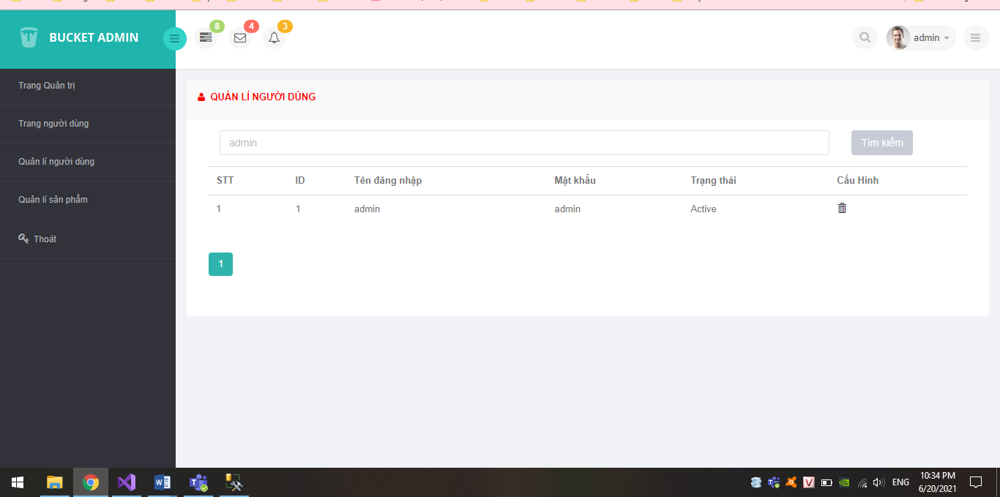 BUCKET ADMIN
8
4
3
admin
Trang Quản trị
Trang người dùng
Quản lí người dùng
Quản lí sản phẩm
Thoát
QUẢN LÍ NGƯỜI DÙNG
admin
Tìm kiếm
STT ID Tên đăng nhập Mật khẩu Trạng thái Cấu Hình
1 1 admin admin Active
1
ENG
10:34 PM
6/20/2021